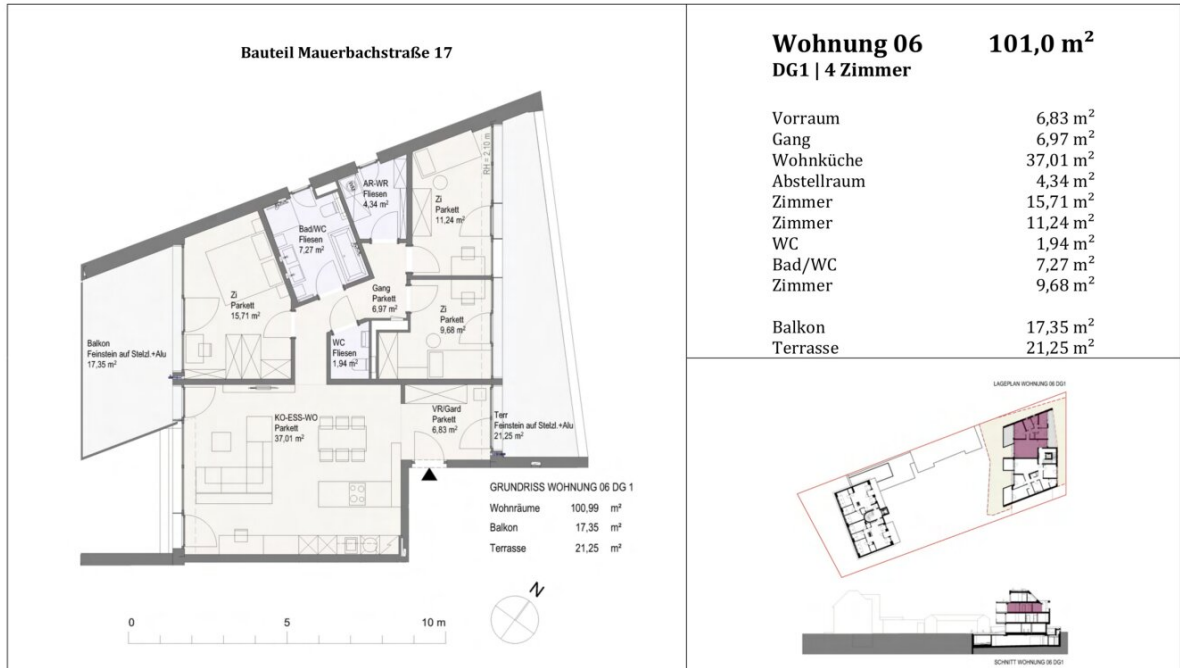 Bauteil Mauerbachstraße 17
AR-WR
Fliesen
4,34 m²
Zi
Parkett
11,24 m²
RH = 2.10 m
Bad/WC
Fliesen
7,27 m²
Gang
Parkett
6,97 m²
Zi
Parkett
15,71 m²
Zi
Parkett
9,68 m²
WC
Fliesen
1,94 m²
Balkon
Feinstein auf Stelzl.+Alu
17,35 m²
KO-ESS-WO
Parkett
37,01 m²
VR/Gard
Parkett
6,83 m²
Terr
Feinstein auf Stelzl.+Alu
21,25 m²
GRUNDRISS WOHNUNG 06 DG 1
Wohnräume 100,99 m²
Balkon 17,35 m²
Terrasse 21,25 m²
N
0 5 10 m
Wohnung 06 101,0 m²
DG1 | 4 Zimmer
Vorraum 6,83 m²
Gang 6,97 m²
Wohnküche 37,01 m²
Abstellraum 4,34 m²
Zimmer 15,71 m²
Zimmer 11,24 m²
WC 1,94 m²
Bad/WC 7,27 m²
Zimmer 9,68 m²
Balkon 17,35 m²
Terrasse 21,25 m²
LAGEPLAN WOHNUNG 06 DG1
SCHNITT WOHNUNG 06 DG1